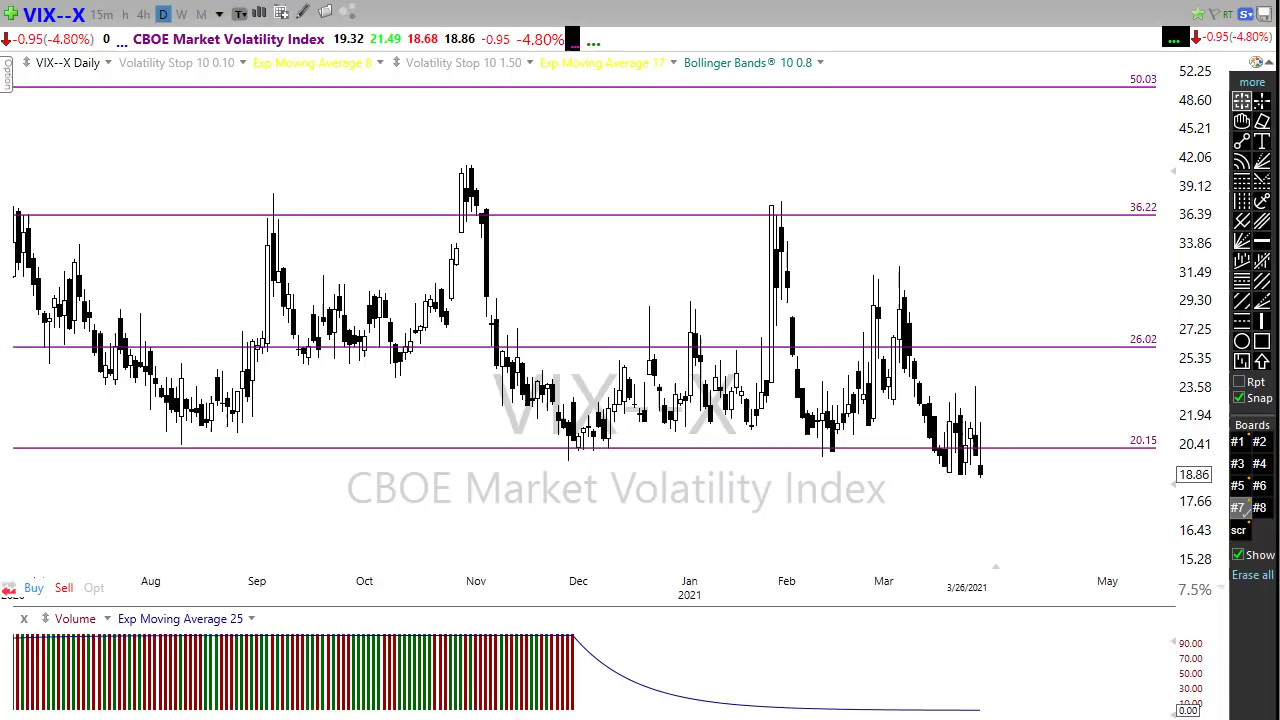 VIX--X 15m h 4h D W M T RT S
-0.95(-4.80%) 0 ... CBOE Market Volatility Index 19.32 21.49 18.68 18.86 -0.95 -4.80% ... ... -0.95(-4.80%)
Option
VIX--X Daily Volatility Stop 10 0.10 Exp Moving Average 8 Volatility Stop 10 1.50 Exp Moving Average 17 Bollinger Bands® 10 0.8
50.03
36.22
26.02
20.15
52.25
48.60
45.21
42.06
39.12
36.39
33.86
31.49
29.30
27.25
25.35
23.58
21.94
20.41
18.86
17.66
16.43
15.28
7.5%
VIX--X
CBOE Market Volatility Index
Aug Sep Oct Nov Dec Jan Feb Mar 3/26/2021 May
2021
Buy Sell Opt
X Volume Exp Moving Average 25
90.00
70.00
50.00
30.00
10.00
0.00
more
T
Rpt
Snap
Boards
#1 #2
#3 #4
#5 #6
#7 #8
scr
Show
Erase all